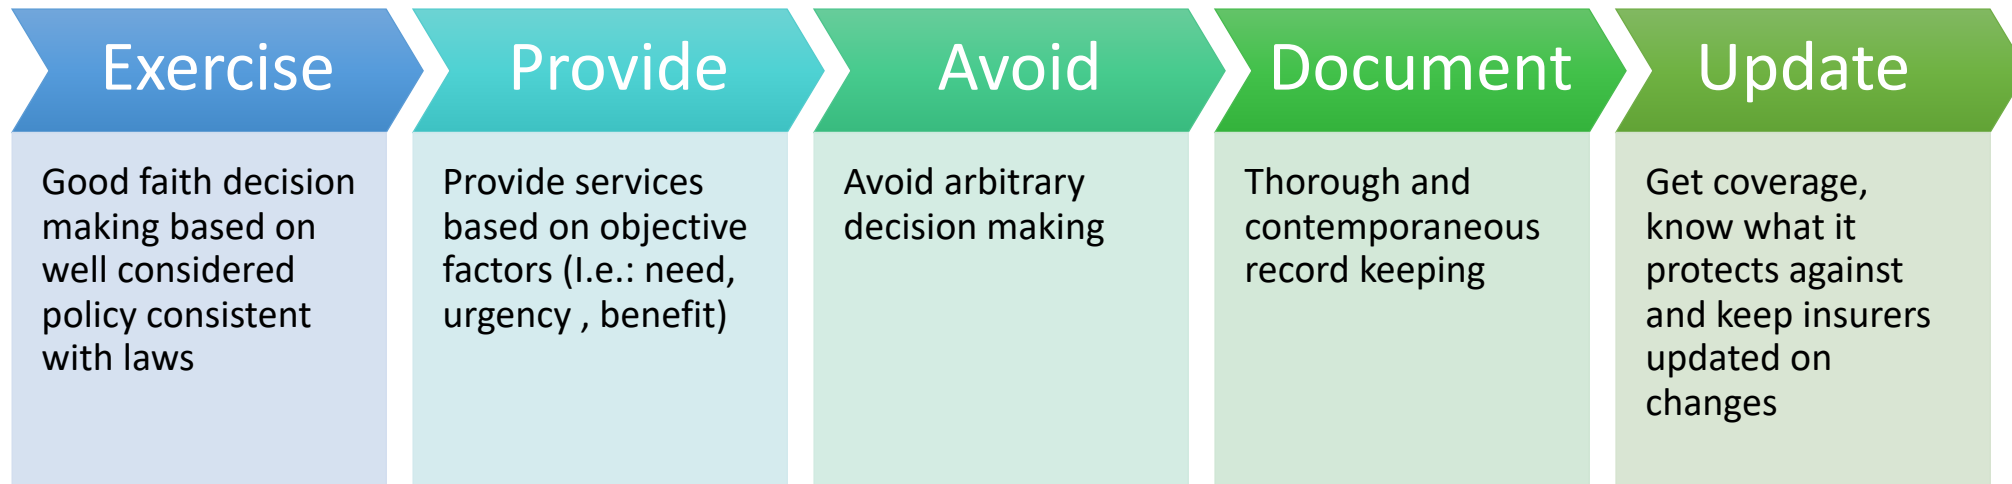 Exercise
Good faith decision
making based on
well considered
policy consistent
with laws
Provide
Provide services
based on objective
factors (I.e.: need,
urgency , benefit)
Avoid
Avoid arbitrary
decision making
Document
Thorough and
contemporaneous
record keeping
Update
Get coverage,
know what it
protects against
and keep insurers
updated on
changes